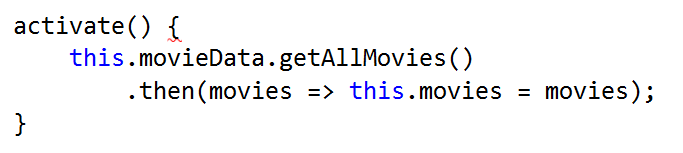 activate() {
    this.movieData.getAllMovies()
        .then(movies => this.movies = movies);
}